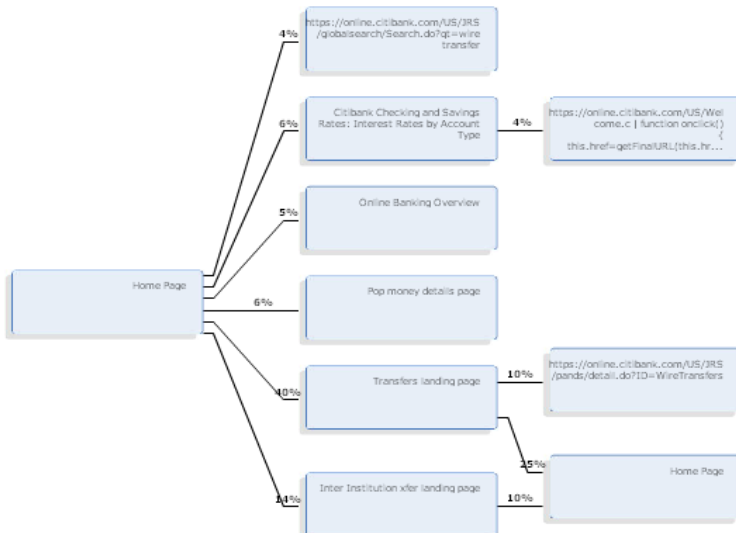 4%
https://online.citibank.com/US/JRS
/globalsearch/Search.do?qt=wire
transfer
6%
Citibank Checking and Savings
Rates: Interest Rates by Account
Type
4%
https://online.citibank.com/US/Wel
come.c | function onclick()
{
this.href=getFinalURL(this.hr...
5%
Online Banking Overview
Home Page
6%
Pop money details page
40%
Transfers landing page
10%
https://online.citibank.com/US/JRS
/pands/detail.do?ID=WireTransfers
25%
Home Page
14%
Inter Institution xfer landing page
10%